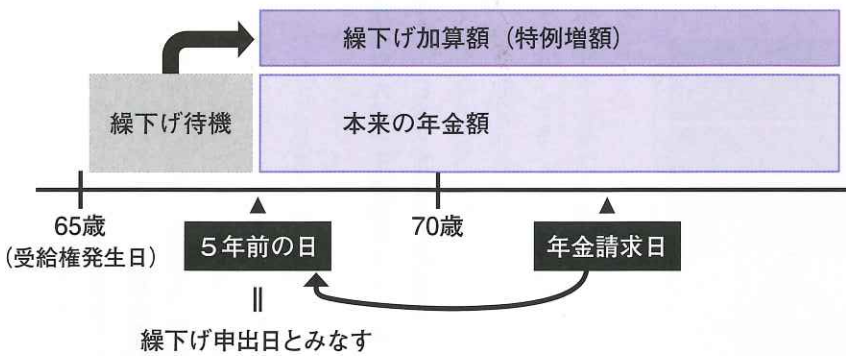 繰下げ加算額（特例増額）
繰下げ待機
本来の年金額
65歳
（受給権発生日）
5年前の日
70歳
年金請求日
||
繰下げ申出日とみなす